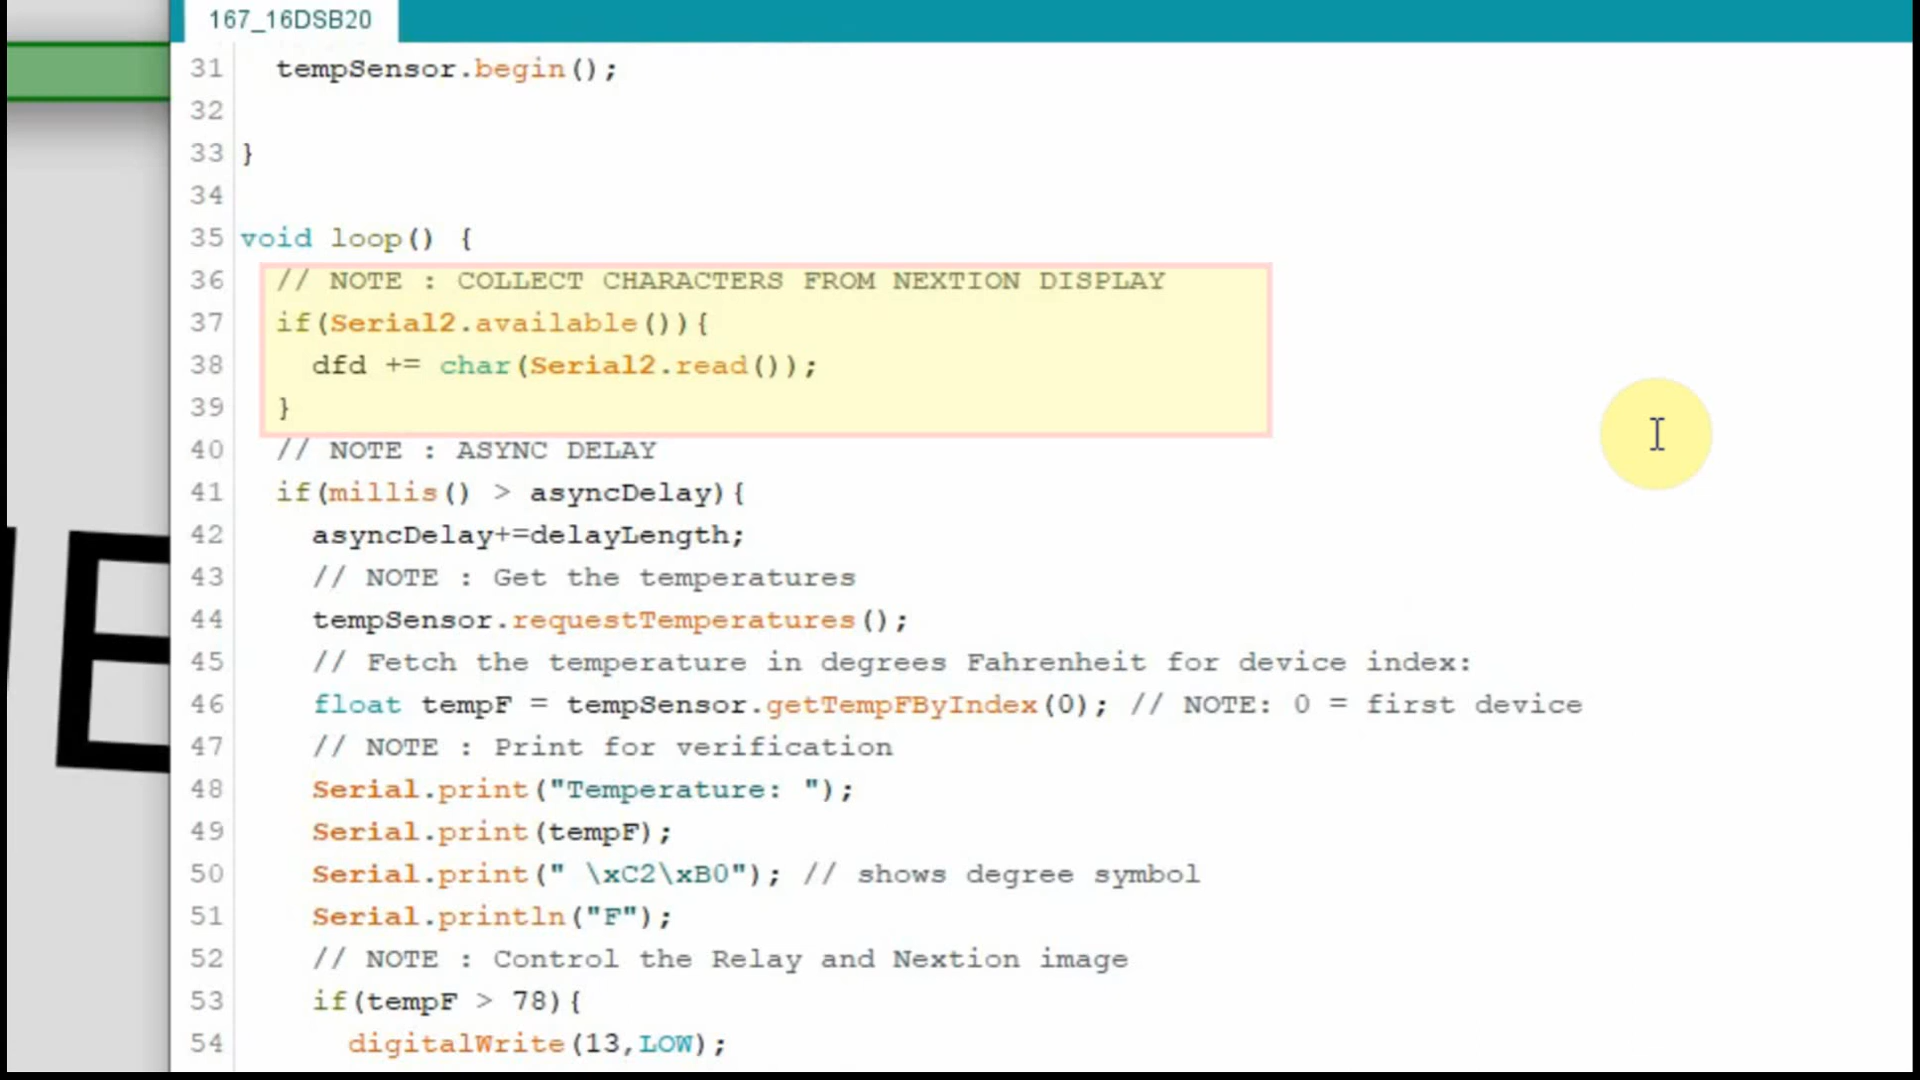 167_16DSB20
31 tempSensor.begin();
32
33 }
34
35 void loop() {
36 // NOTE : COLLECT CHARACTERS FROM NEXTION DISPLAY
37 if(Serial2.available()){
38 dfd += char(Serial2.read());
39 }
40 // NOTE : ASYNC DELAY
41 if(millis() > asyncDelay){
42 asyncDelay+=delayLength;
43 // NOTE : Get the temperatures
44 tempSensor.requestTemperatures();
45 // Fetch the temperature in degrees Fahrenheit for device index:
46 float tempF = tempSensor.getTempFByIndex(0); // NOTE: 0 = first device
47 // NOTE : Print for verification
48 Serial.print("Temperature: ");
49 Serial.print(tempF);
50 Serial.print(" \xC2\xB0"); // shows degree symbol
51 Serial.println("F");
52 // NOTE : Control the Relay and Nextion image
53 if(tempF > 78){
54 digitalWrite(13,LOW);